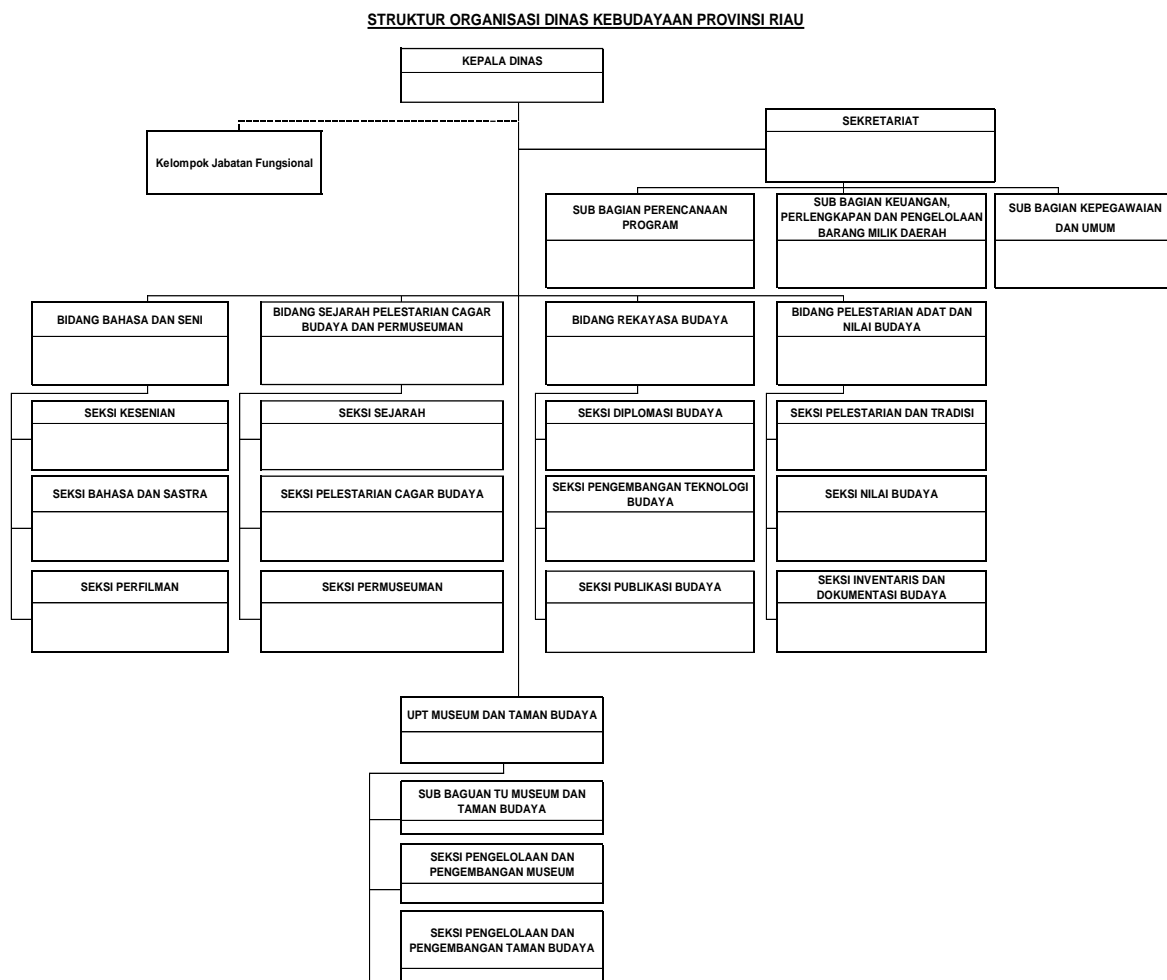 STRUKTUR ORGANISASI DINAS KEBUDAYAAN PROVINSI RIAU
KEPALA DINAS
SEKRETARIAT
Kelompok Jabatan Fungsional
SUB BAGIAN PERENCANAAN
PROGRAM
SUB BAGIAN KEUANGAN,
PERLENGKAPAN DAN PENGELOLAAN
BARANG MILIK DAERAH
SUB BAGIAN KEPEGAWAIAN
DAN UMUM
BIDANG BAHASA DAN SENI
BIDANG SEJARAH PELESTARIAN CAGAR
BUDAYA DAN PERMUSEUMAN
BIDANG REKAYASA BUDAYA
BIDANG PELESTARIAN ADAT DAN
NILAI BUDAYA
SEKSI KESENIAN
SEKSI SEJARAH
SEKSI DIPLOMASI BUDAYA
SEKSI PELESTARIAN DAN TRADISI
SEKSI BAHASA DAN SASTRA
SEKSI PELESTARIAN CAGAR BUDAYA
SEKSI PENGEMBANGAN TEKNOLOGI
BUDAYA
SEKSI NILAI BUDAYA
SEKSI PERFILMAN
SEKSI PERMUSEUMAN
SEKSI PUBLIKASI BUDAYA
SEKSI INVENTARIS DAN
DOKUMENTASI BUDAYA
UPT MUSEUM DAN TAMAN BUDAYA
SUB BAGUAN TU MUSEUM DAN
TAMAN BUDAYA
SEKSI PENGELOLAAN DAN
PENGEMBANGAN MUSEUM
SEKSI PENGELOLAAN DAN
PENGEMBANGAN TAMAN BUDAYA